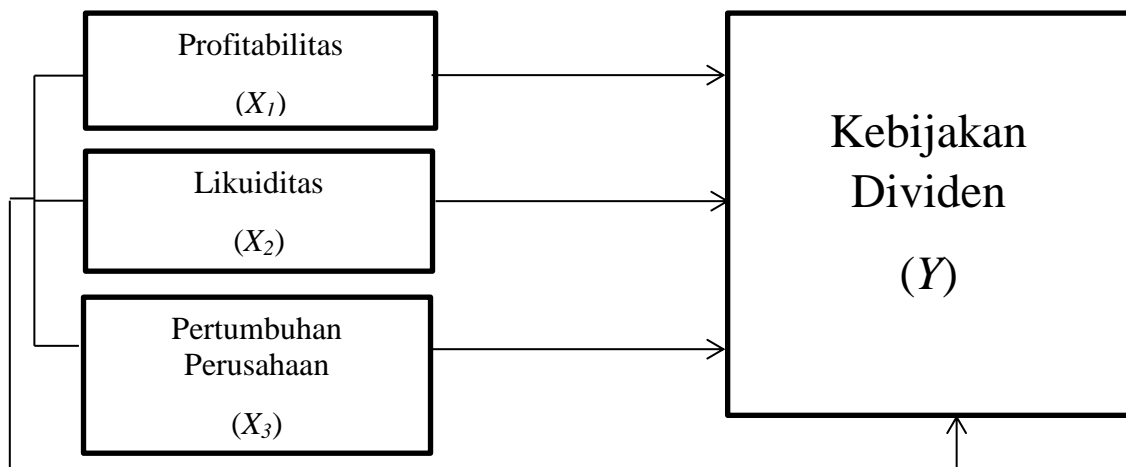 Profitabilitas
(X₁)
Likuiditas
(X₂)
Pertumbuhan
Perusahaan
(X₃)
Kebijakan
Dividen
(Y)